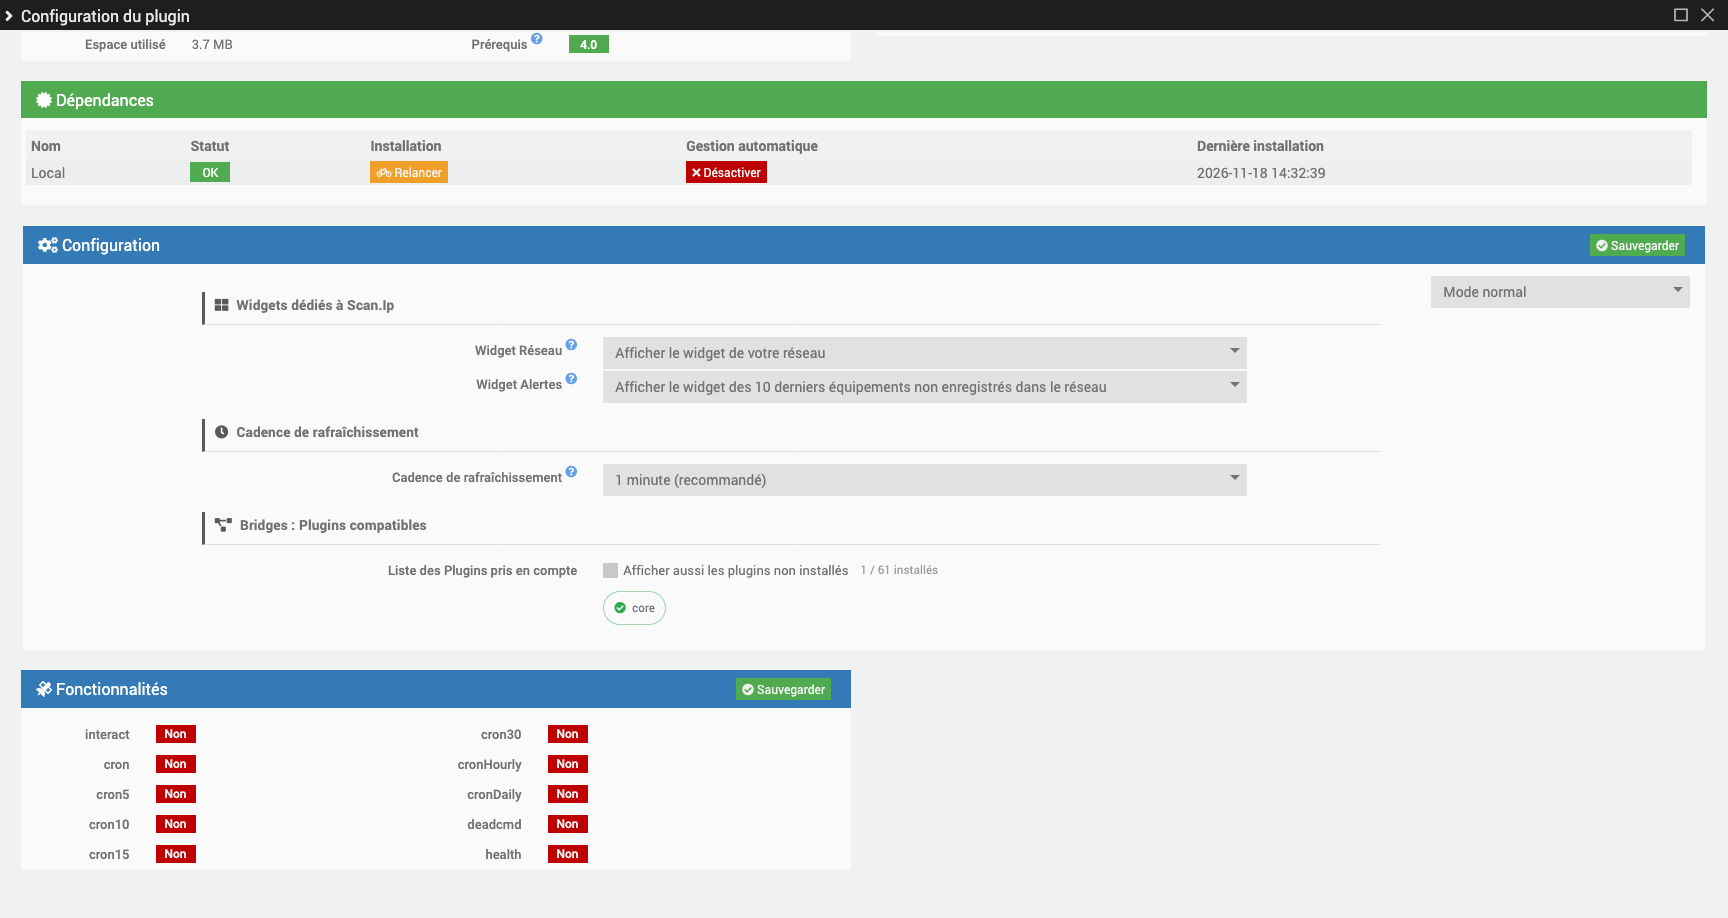 Configuration du plugin
Espace utilisé 3.7 MB Prérequis ? 4.0
Dépendances
Nom Statut Installation Gestion automatique Dernière installation
Local OK Relancer Désactiver 2026-11-18 14:32:39
Configuration Sauvegarder
Mode normal
Widgets dédiés à Scan.Ip
Widget Réseau ? Afficher le widget de votre réseau
Widget Alertes ? Afficher le widget des 10 derniers équipements non enregistrés dans le réseau
Cadence de rafraîchissement
Cadence de rafraîchissement ? 1 minute (recommandé)
Bridges : Plugins compatibles
Liste des Plugins pris en compte Afficher aussi les plugins non installés 1 / 61 installés
core
Fonctionnalités Sauvegarder
interact Non cron30 Non
cron Non cronHourly Non
cron5 Non cronDaily Non
cron10 Non deadcmd Non
cron15 Non health Non